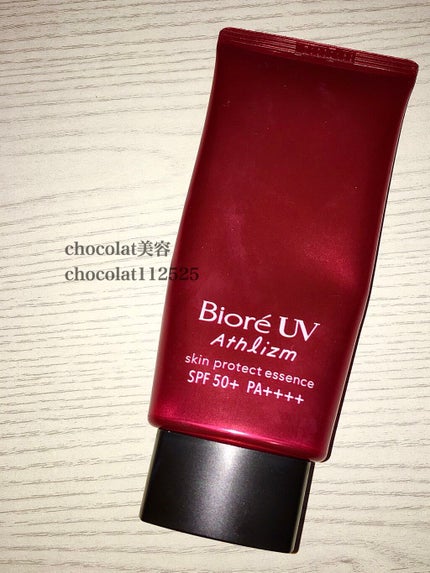 chocolat美容
chocolat112525
Bioré UV
Athlizm
skin protect essence
SPF 50+ PA++++